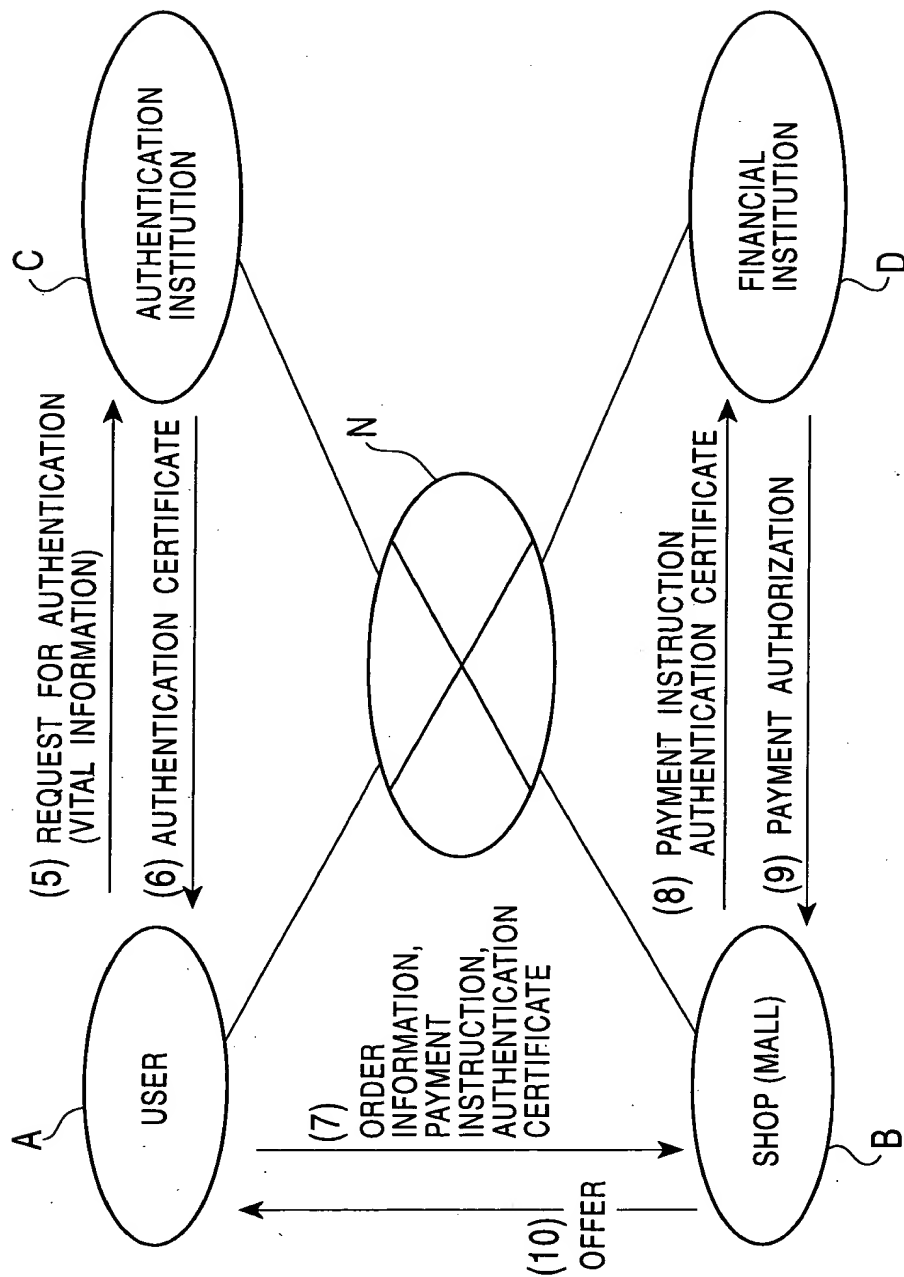 A
USER
(5) REQUEST FOR AUTHENTICATION
(VITAL INFORMATION)
(6) AUTHENTICATION CERTIFICATE
C
AUTHENTICATION
INSTITUTION
(7)
ORDER
INFORMATION,
PAYMENT
INSTRUCTION,
AUTHENTICATION
CERTIFICATE
(10)
OFFER
N
SHOP (MALL)
B
(8) PAYMENT INSTRUCTION
AUTHENTICATION CERTIFICATE
(9) PAYMENT AUTHORIZATION
FINANCIAL
INSTITUTION
D